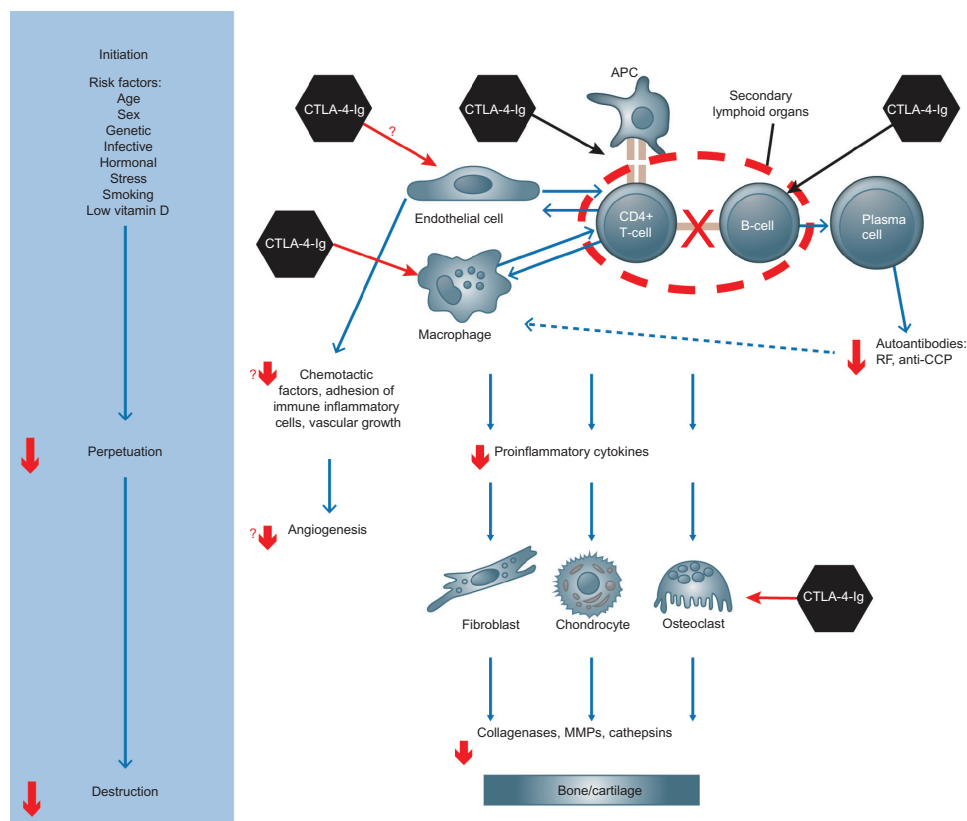 Initiation
Risk factors:
Age
Sex
Genetic
Infective
Hormonal
Stress
Smoking
Low vitamin D
Perpetuation
Destruction
CTLA-4-Ig
?
CTLA-4-Ig
APC
Secondary
lymphoid organs
CTLA-4-Ig
Endothelial cell
CD4+
T-cell
X
B-cell
Plasma
cell
CTLA-4-Ig
Macrophage
Autoantibodies:
RF, anti-CCP
?
Chemotactic
factors, adhesion of
immune inflammatory
cells, vascular growth
Proinflammatory cytokines
? Angiogenesis
Fibroblast
Chondrocyte
Osteoclast
CTLA-4-Ig
Collagenases, MMPs, cathepsins
Bone/cartilage